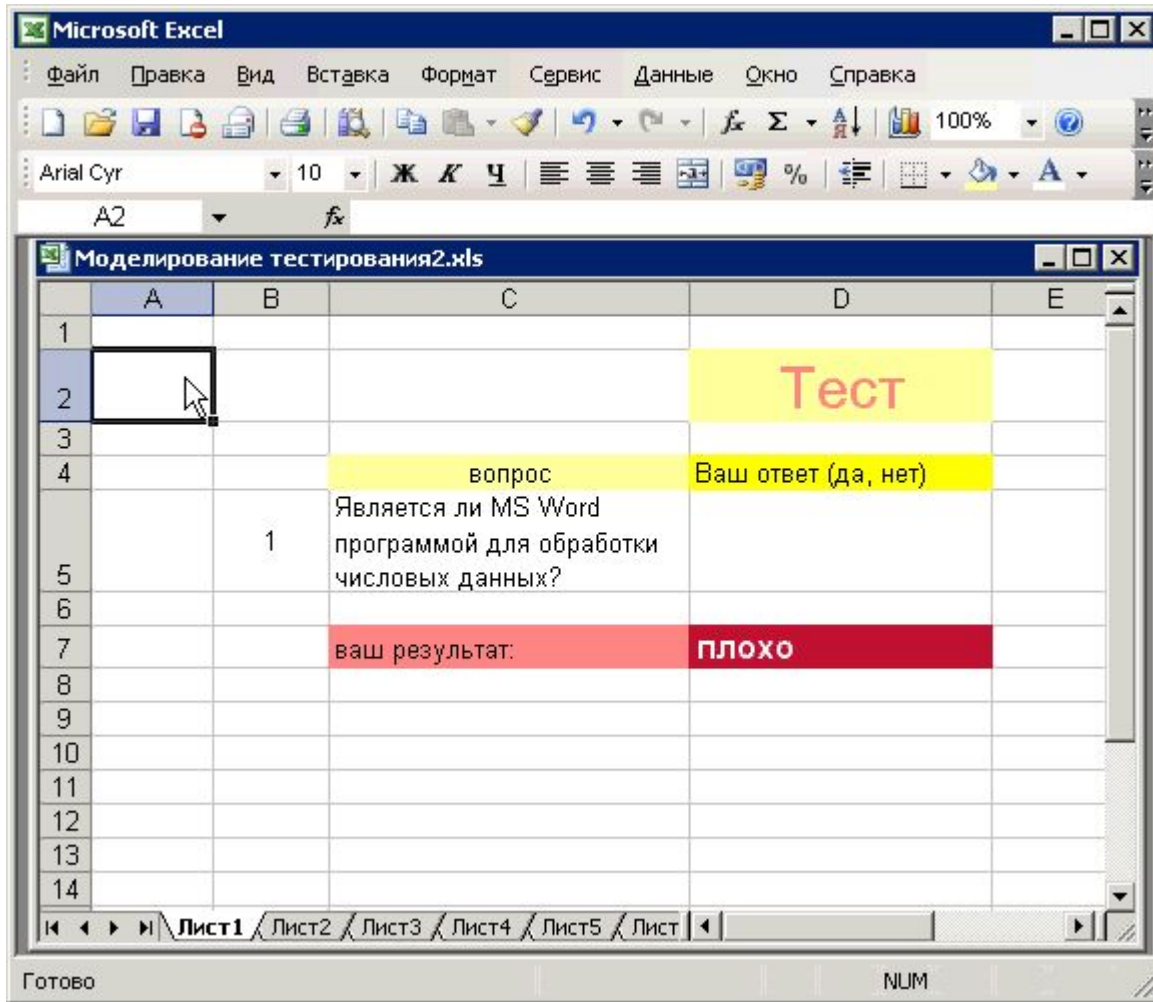 Microsoft Excel
Файл Правка Вид Вставка Формат Сервис Данные Окно Справка
100%
Arial Cyr 10 Ж К Ч %
A2 fx
Моделирование тестирования2.xls
A B C D E
1
2 Тест
3
4 вопрос Ваш ответ (да, нет)
Является ли MS Word
1 программой для обработки
5 числовых данных?
6
7 ваш результат: плохо
8
9
10
11
12
13
14
Лист1 Лист2 Лист3 Лист4 Лист5 Лист
Готово NUM